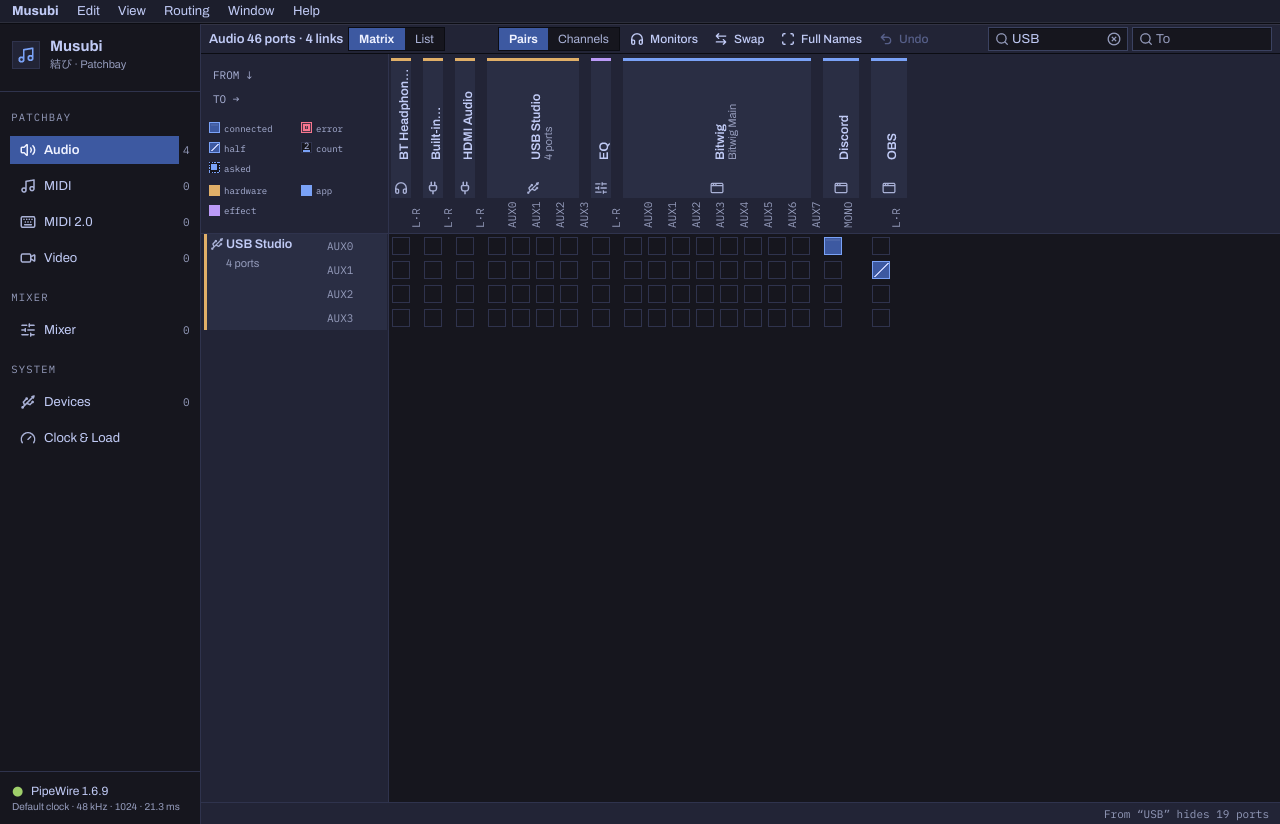 Musubi Edit View Routing Window Help
Musubi
結び · Patchbay
Audio 46 ports · 4 links Matrix List Pairs Channels Monitors Swap Full Names Undo USB To
PATCHBAY
Audio 4
MIDI 0
MIDI 2.0 0
Video 0
MIXER
Mixer 0
SYSTEM
Devices 0
Clock & Load
PipeWire 1.6.9
Default clock · 48 kHz · 1024 · 21.3 ms
FROM ↓
TO →
connected error
half 2 count
asked
hardware app
effect
BT Headphon…
Built-in…
HDMI Audio
USB Studio
4 ports
EQ
Bitwig
Bitwig Main
Discord
OBS
L·R L·R L·R AUX0 AUX1 AUX2 AUX3 L·R AUX0 AUX1 AUX2 AUX3 AUX4 AUX5 AUX6 AUX7 MONO L·R
USB Studio AUX0
4 ports AUX1
AUX2
AUX3
From “USB” hides 19 ports